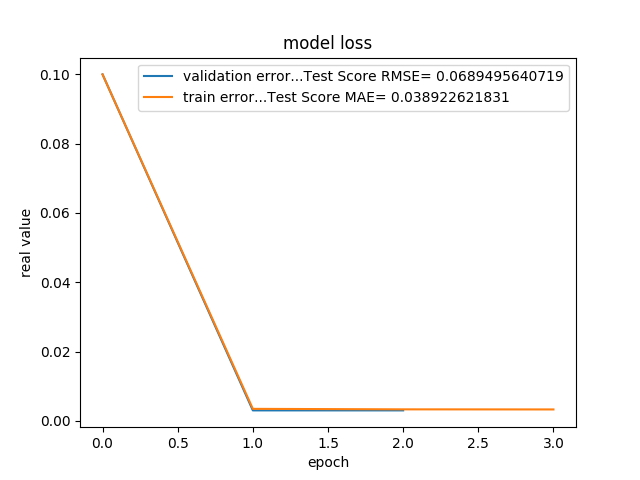 model loss
validation error...Test Score RMSE= 0.0689495640719
train error...Test Score MAE= 0.038922621831
0.10
0.08
0.06
0.04
0.02
0.00
real value
0.0 0.5 1.0 1.5 2.0 2.5 3.0
epoch